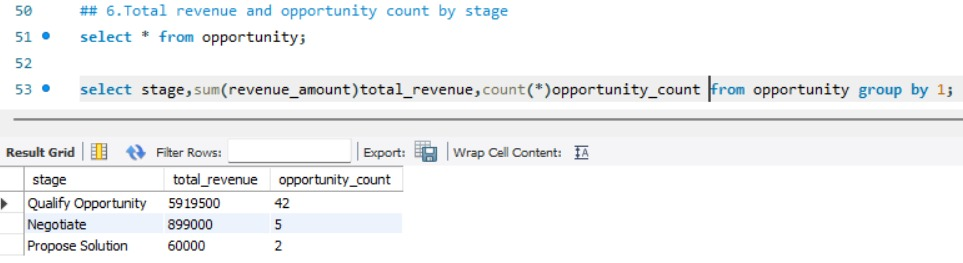 50 ## 6.Total revenue and opportunity count by stage
51 select * from opportunity;
52
53 select stage,sum(revenue_amount)total_revenue,count(*)opportunity_count from opportunity group by 1;
Result Grid Filter Rows: Export: Wrap Cell Content: IA
stage total_revenue opportunity_count
Qualify Opportunity 5919500 42
Negotiate 899000 5
Propose Solution 60000 2